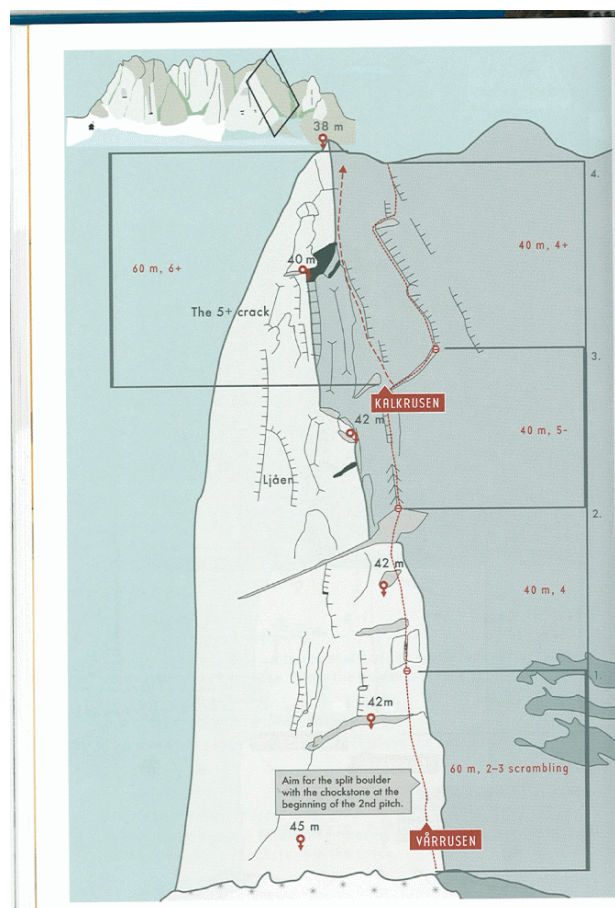 38 m
4.
60 m, 6+
40 m, 4+
40 m
The 5+ crack
3.
KALKRUSEN
42 m
40 m, 5-
Ljåen
2.
42 m
40 m, 4
1.
42m
60 m, 2-3 scrambling
Aim for the split boulder
with the chockstone at the
beginning of the 2nd pitch.
45 m
VÅRRUSEN